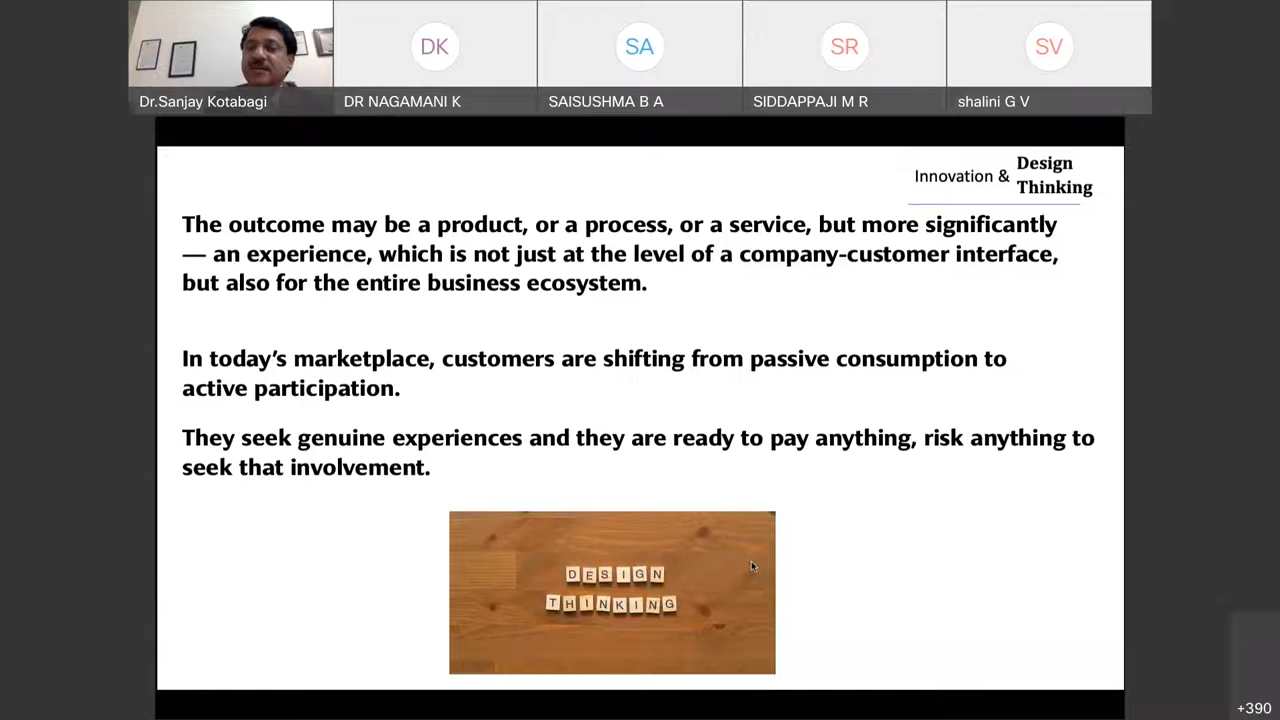 DK
SA
SR
SV
Dr.Sanjay Kotabagi
DR NAGAMANI K
SAISUSHMA B A
SIDDAPPAJI M R
shalini G V
Innovation & Design
Thinking
The outcome may be a product, or a process, or a service, but more significantly
— an experience, which is not just at the level of a company-customer interface,
but also for the entire business ecosystem.
In today’s marketplace, customers are shifting from passive consumption to
active participation.
They seek genuine experiences and they are ready to pay anything, risk anything to
seek that involvement.
DESIGN
THINKING
+390